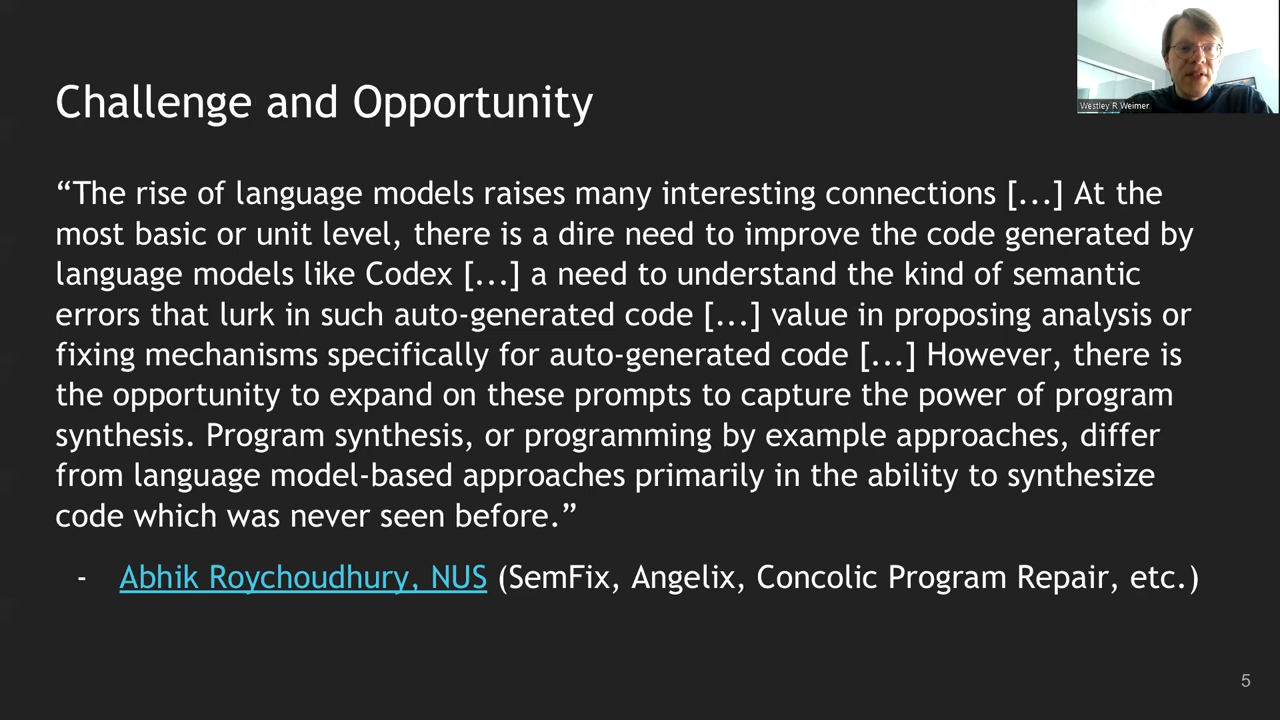 Westley R Weimer
Challenge and Opportunity
“The rise of language models raises many interesting connections [...] At the
most basic or unit level, there is a dire need to improve the code generated by
language models like Codex [...] a need to understand the kind of semantic
errors that lurk in such auto-generated code [...] value in proposing analysis or
fixing mechanisms specifically for auto-generated code [...] However, there is
the opportunity to expand on these prompts to capture the power of program
synthesis. Program synthesis, or programming by example approaches, differ
from language model-based approaches primarily in the ability to synthesize
code which was never seen before.”
- Abhik Roychoudhury, NUS (SemFix, Angelix, Concolic Program Repair, etc.)
5